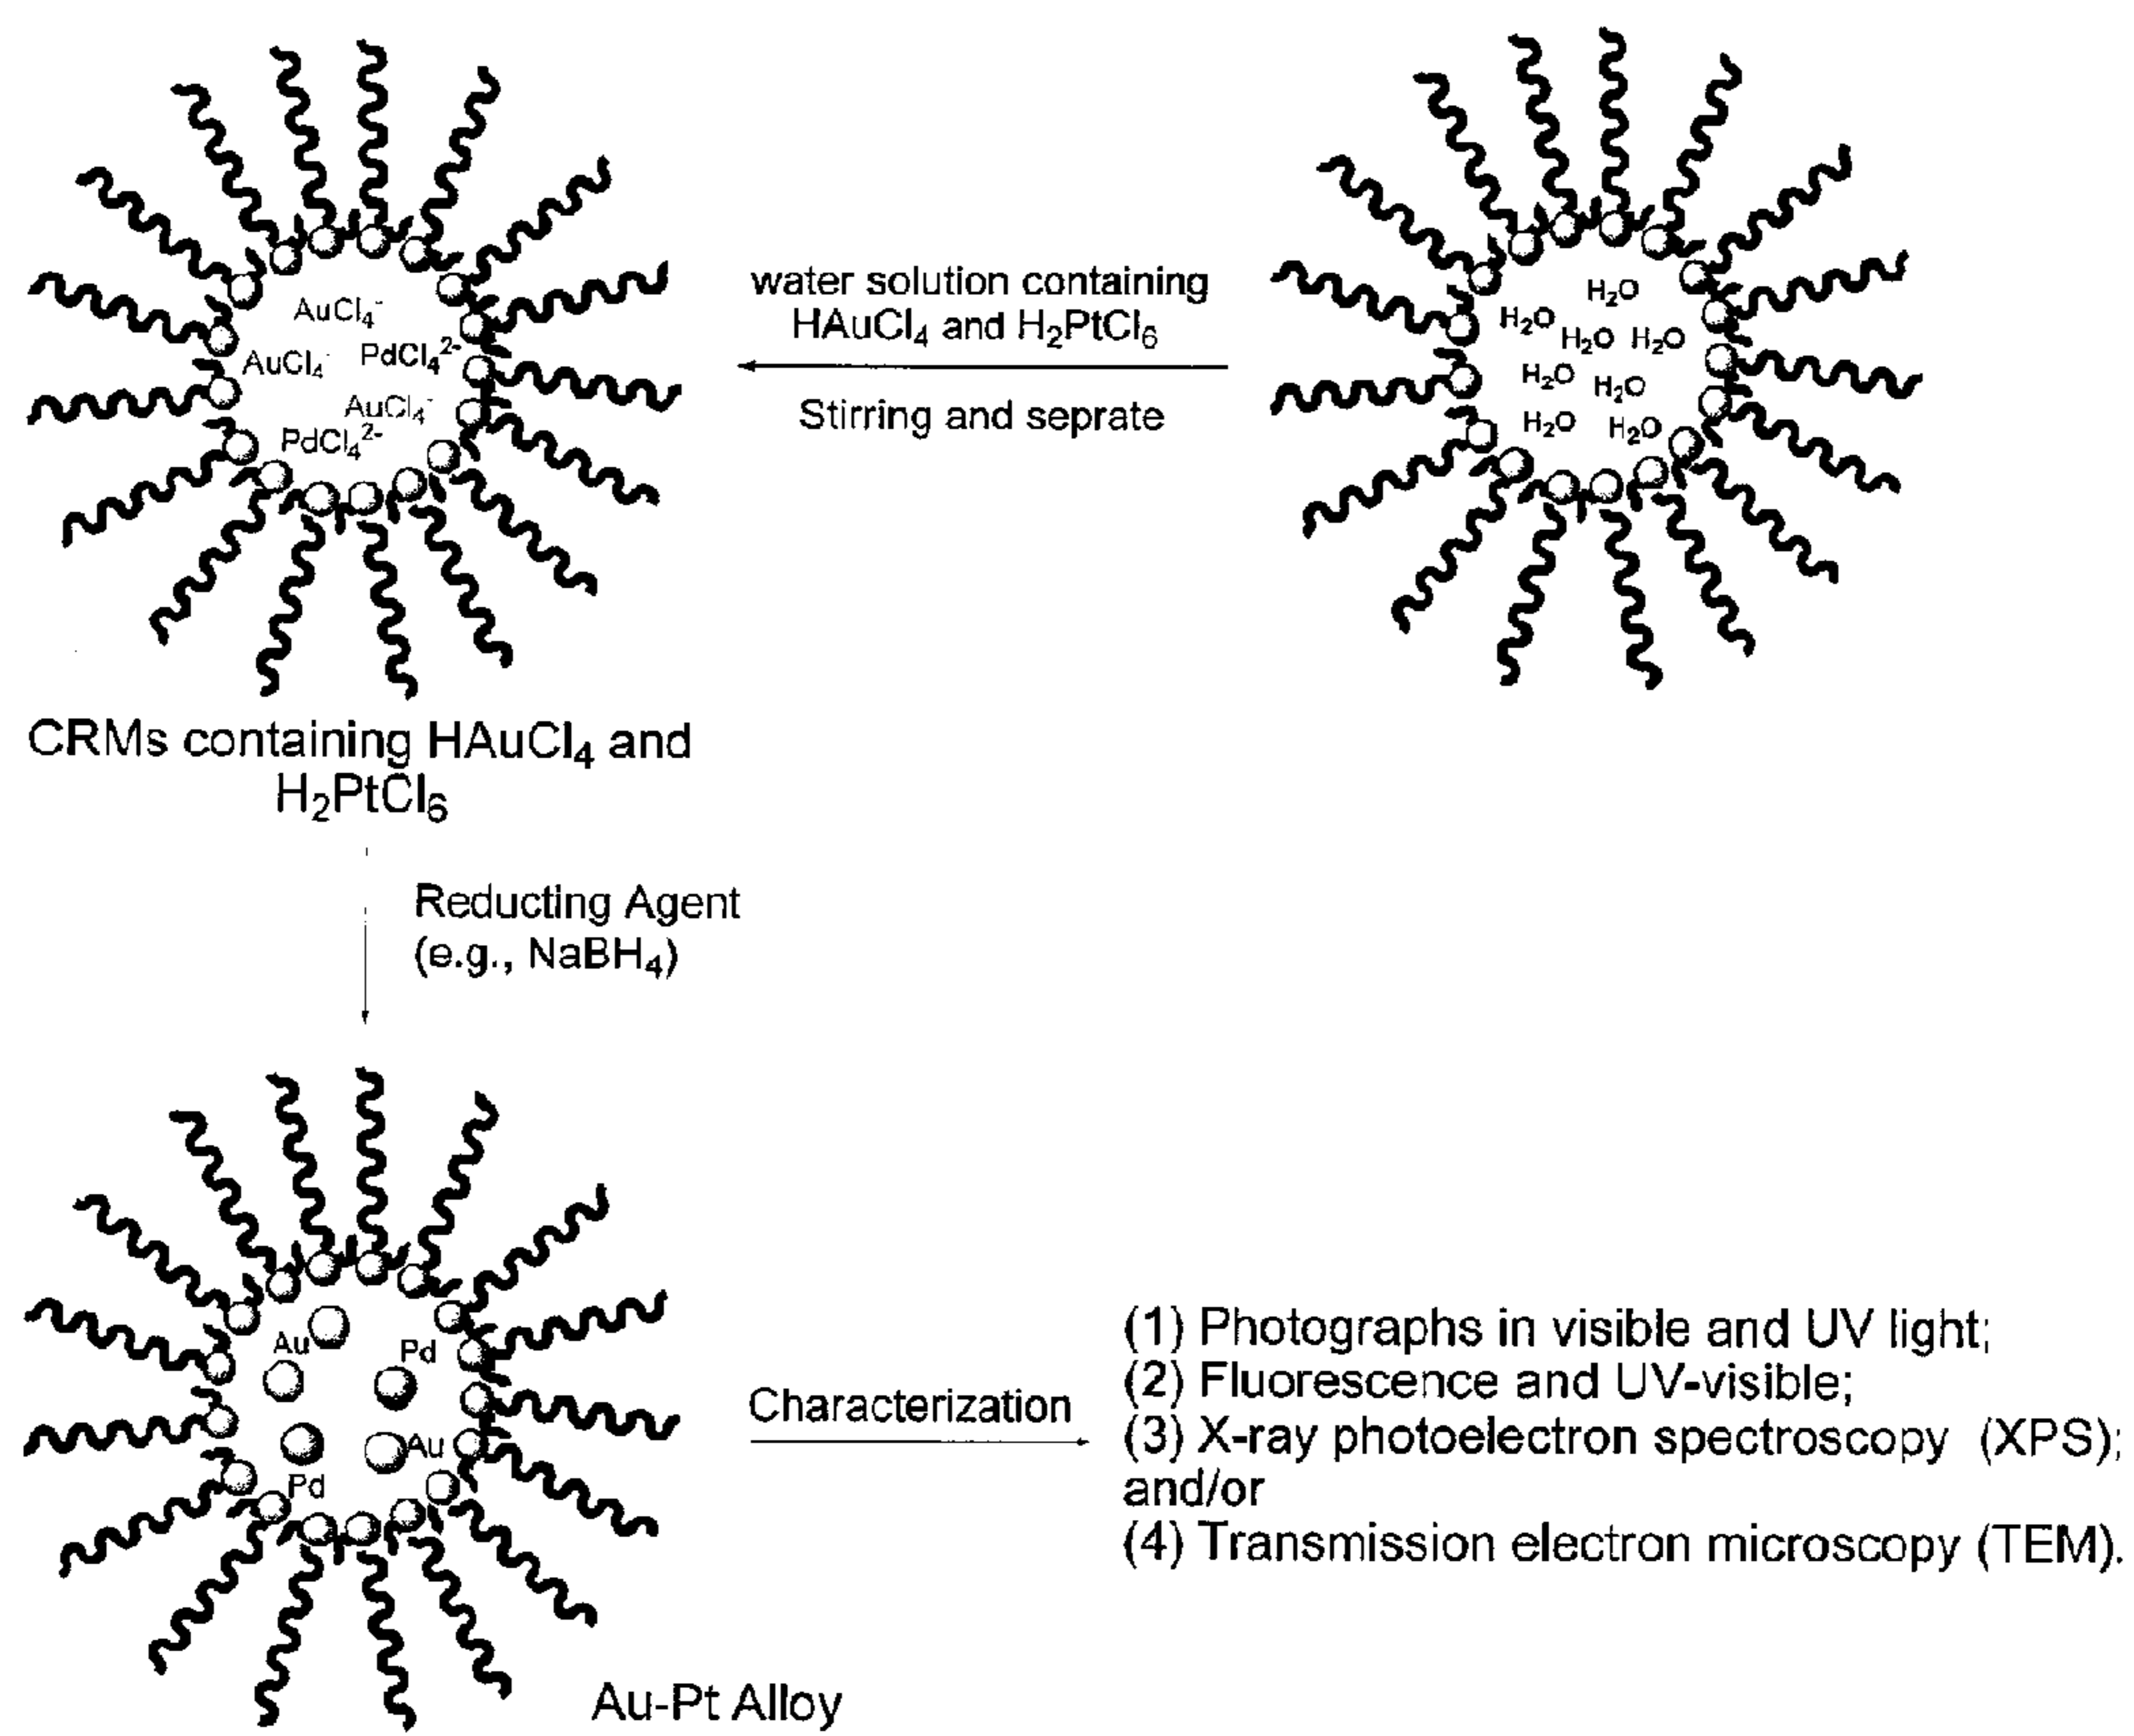 water solution containing
HAuCl₄ and H₂PtCl₆
Stirring and seprate
H₂O
H₂O
H₂O H₂O
H₂O
H₂O
H₂O
H₂O
AuCl₄⁻
AuCl₄⁻ PdCl₄²⁻
AuCl₄⁻
PdCl₄²⁻
CRMs containing HAuCl₄ and
H₂PtCl₆
Reducting Agent
(e.g., NaBH₄)
Au
Pd
Au
Pd
Au-Pt Alloy
Characterization
(1) Photographs in visible and UV light;
(2) Fluorescence and UV-visible;
(3) X-ray photoelectron spectroscopy (XPS);
and/or
(4) Transmission electron microscopy (TEM).